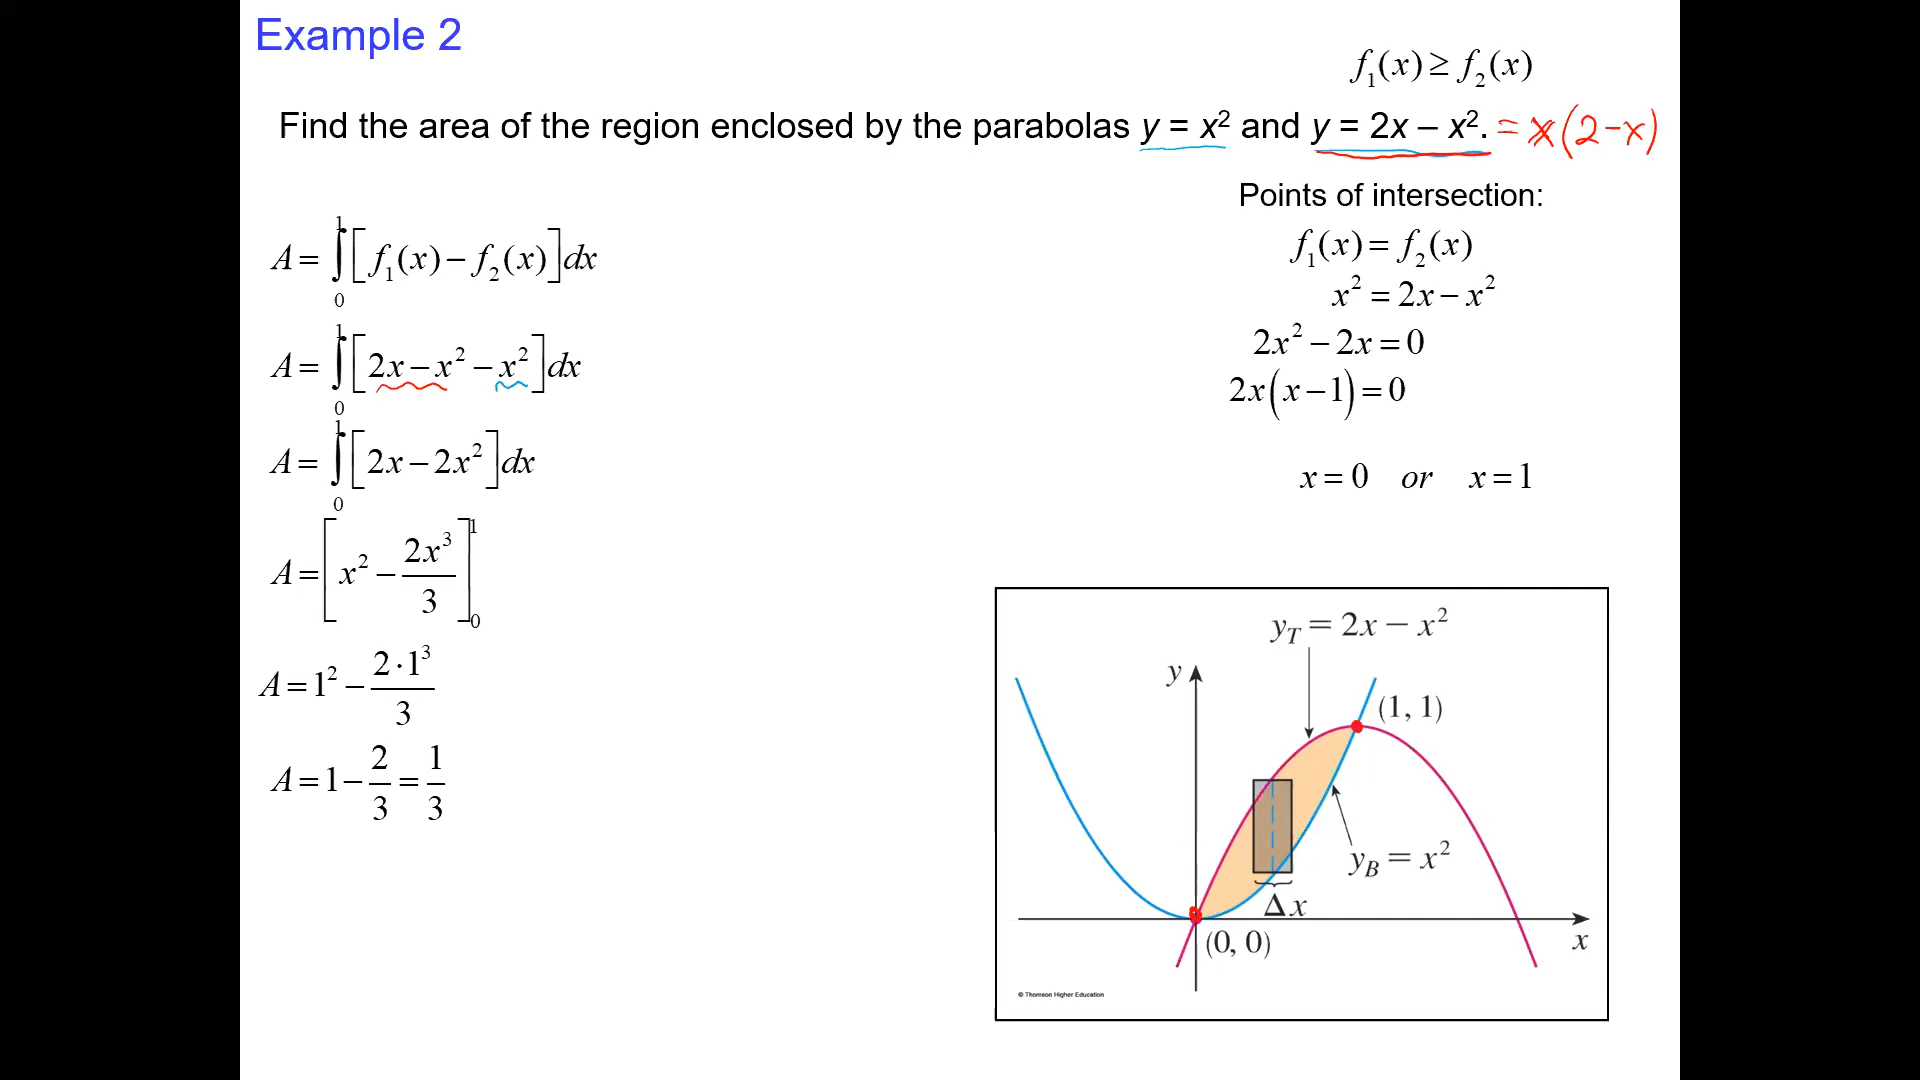 Example 2
f₁(x) ≥ f₂(x)
Find the area of the region enclosed by the parabolas y = x² and y = 2x – x². = x(2-x)
Points of intersection:
f₁(x) = f₂(x)
x² = 2x − x²
2x² − 2x = 0
2x(x − 1) = 0
x = 0 or x = 1
A = ∫₀¹ [f₁(x) − f₂(x)] dx
A = ∫₀¹ [2x − x² − x²] dx
A = ∫₀¹ [2x − 2x²] dx
A = [x² − 2x³/3]₀¹
A = 1² − 2·1³/3
A = 1 − 2/3 = 1/3
y_T = 2x − x²
y
(1, 1)
y_B = x²
Δx
(0, 0)
x
© Thomson Higher Education